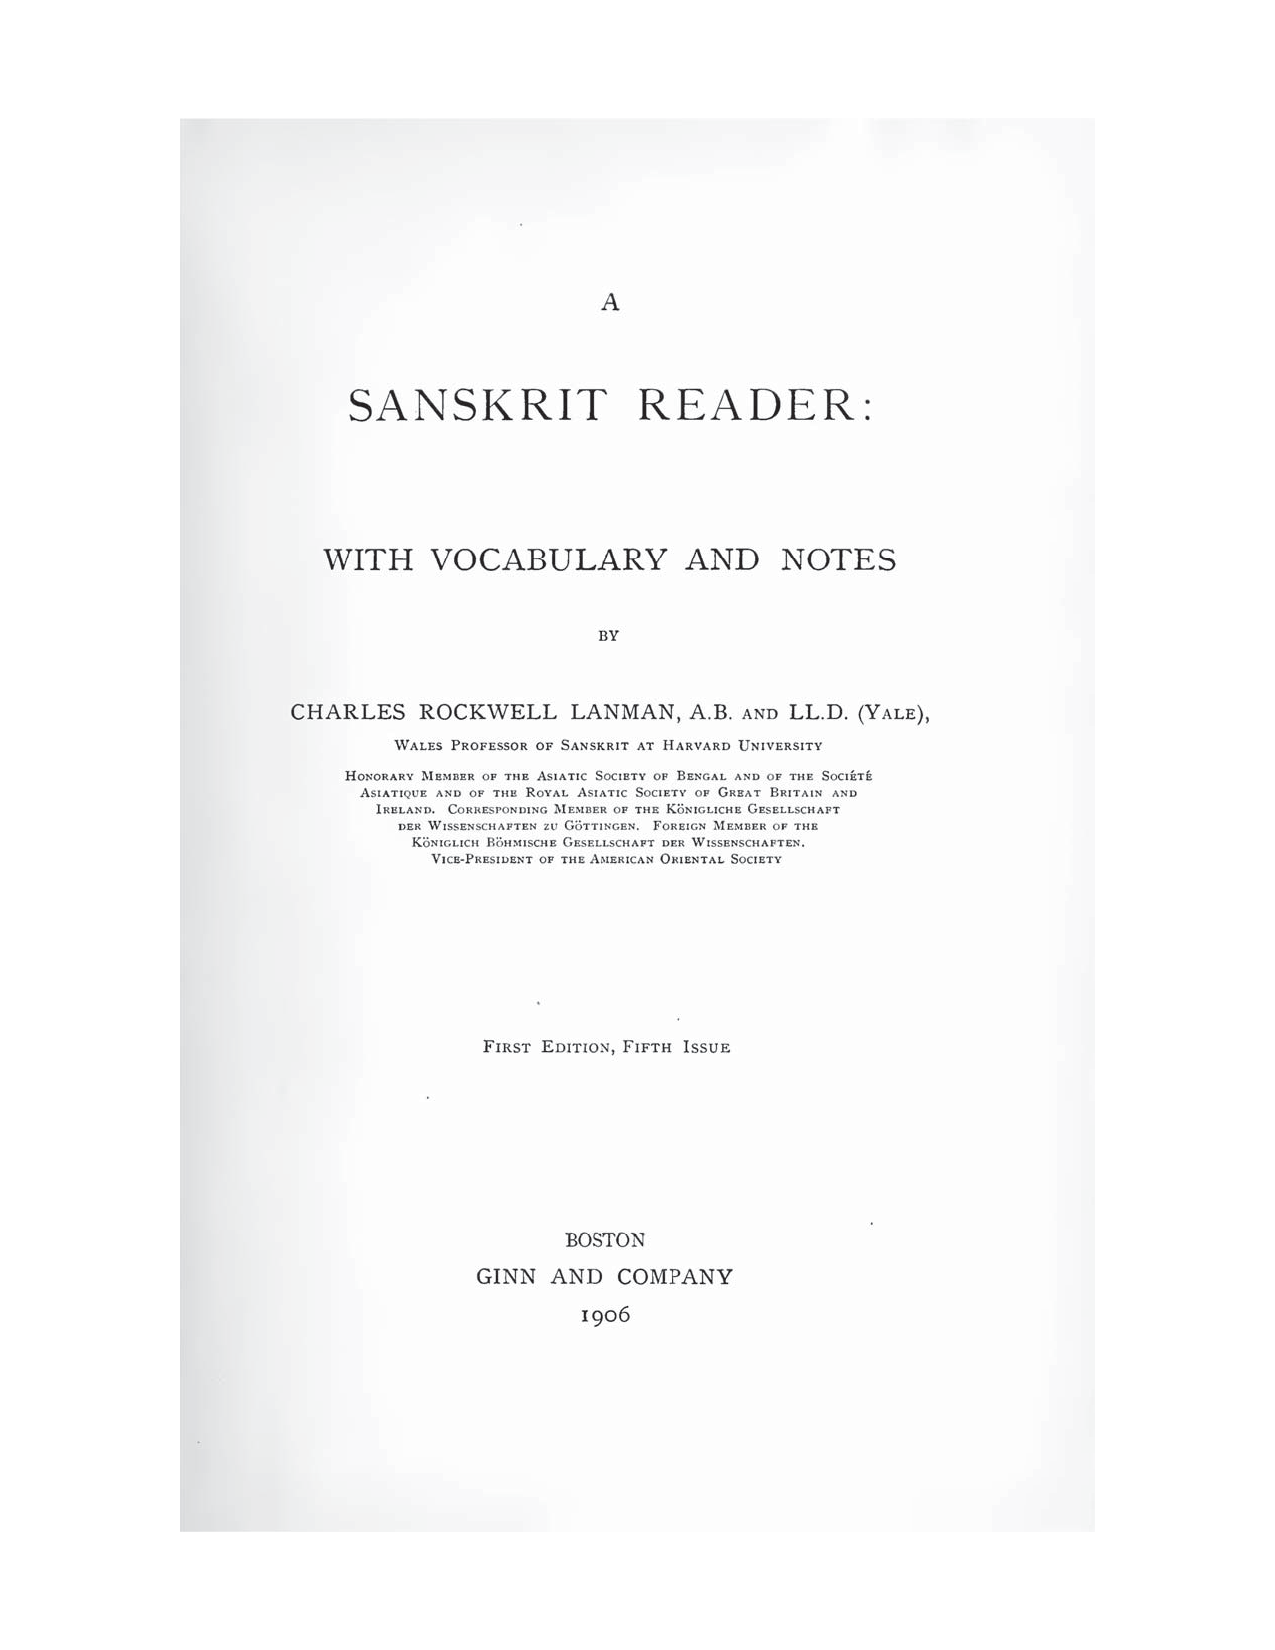 A
SANSKRIT READER:
WITH VOCABULARY AND NOTES
BY
CHARLES ROCKWELL LANMAN, A.B. AND LL.D. (YALE),
WALES PROFESSOR OF SANSKRIT AT HARVARD UNIVERSITY
HONORARY MEMBER OF THE ASIATIC SOCIETY OF BENGAL AND OF THE SOCIÉTÉ
ASIATIQUE AND OF THE ROYAL ASIATIC SOCIETY OF GREAT BRITAIN AND
IRELAND. CORRESPONDING MEMBER OF THE KÖNIGLICHE GESELLSCHAFT
DER WISSENSCHAFTEN ZU GÖTTINGEN. FOREIGN MEMBER OF THE
KÖNIGLICH BÖHMISCHE GESELLSCHAFT DER WISSENSCHAFTEN.
VICE-PRESIDENT OF THE AMERICAN ORIENTAL SOCIETY
FIRST EDITION, FIFTH ISSUE
BOSTON
GINN AND COMPANY
1906